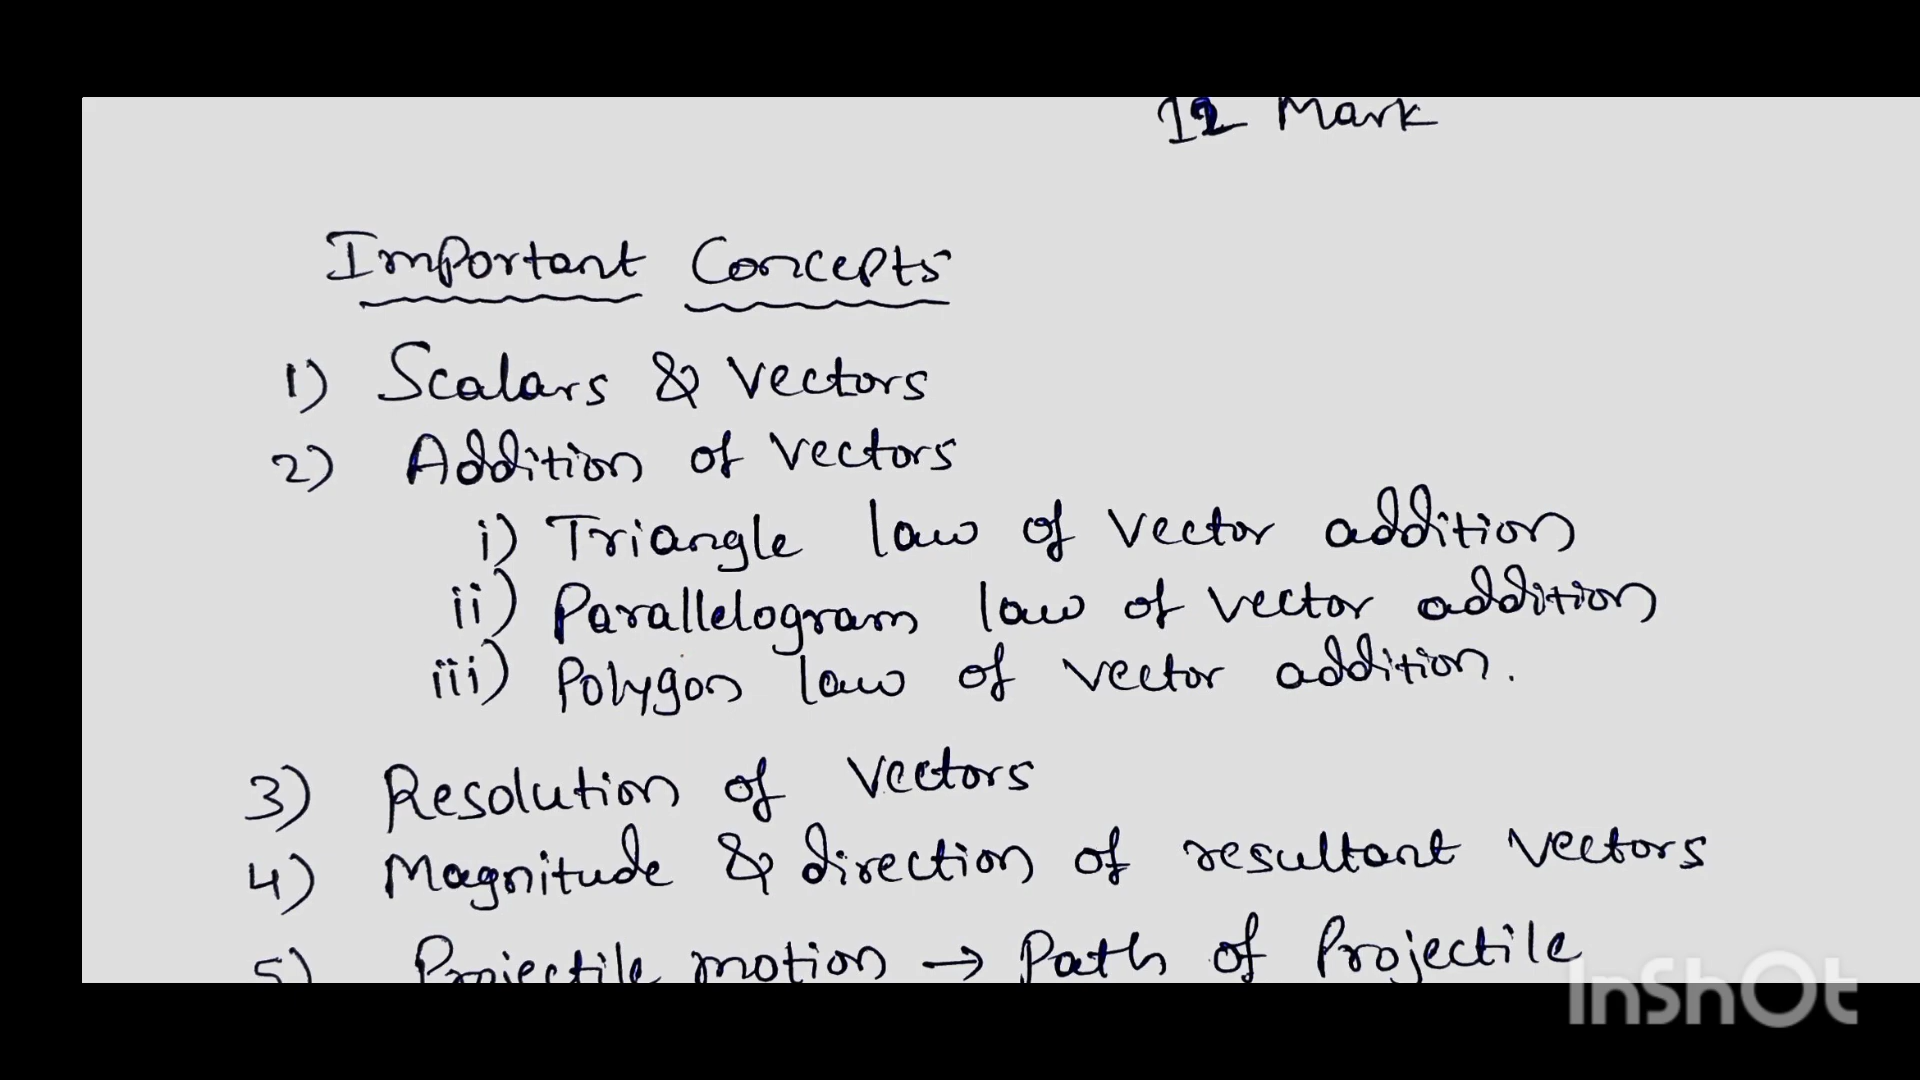 12 Mark
Important Concepts
1) Scalars & Vectors
2) Addition of Vectors
i) Triangle law of vector addition
ii) Parallelogram law of vector addition
iii) Polygon law of vector addition.
3) Resolution of Vectors
4) Magnitude & direction of resultant Vectors
5) Projectile motion → Path of Projectile
InShOt